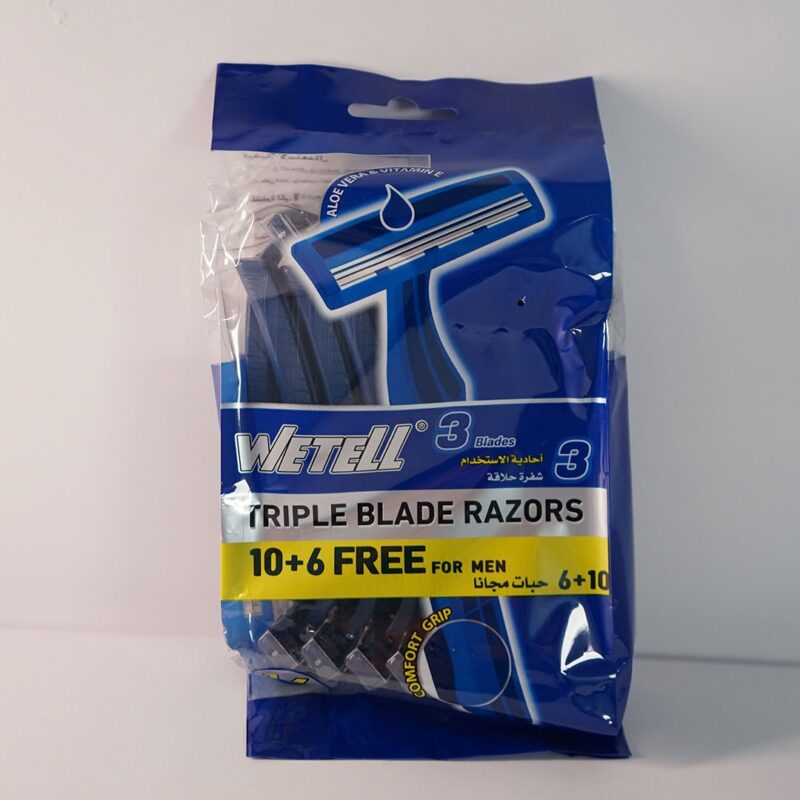 ALOE VERA & VITAMIN E
WETELL® 3 Blades
أحادية الاستخدام
شفرة حلاقة 3
TRIPLE BLADE RAZORS
10+6 FREE FOR MEN
6+10 حبات مجانا
COMFORT GRIP